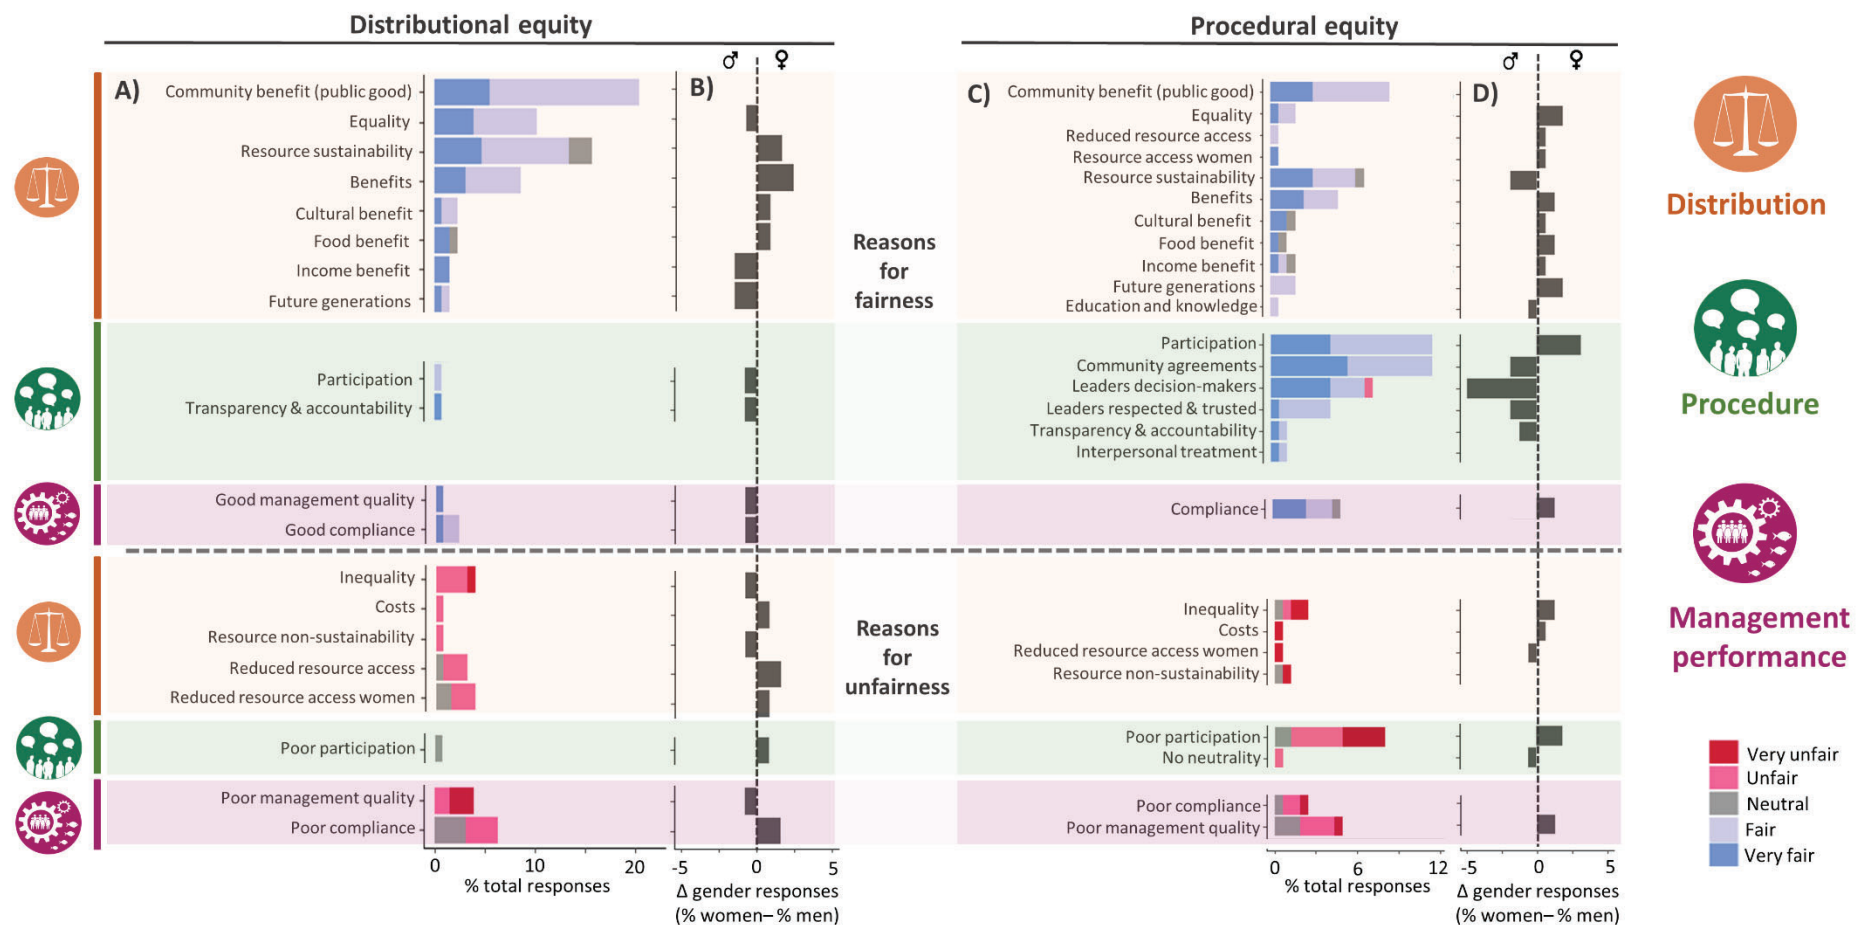 Distributional equity
Procedural equity
♂ ♀
♂ ♀
A)
Community benefit (public good)
Equality
Resource sustainability
Benefits
Cultural benefit
Food benefit
Income benefit
Future generations
B)
Participation
Transparency & accountability
Good management quality
Good compliance
Inequality
Costs
Resource non-sustainability
Reduced resource access
Reduced resource access women
Poor participation
Poor management quality
Poor compliance
0 10 20
% total responses
-5 0 5
Δ gender responses
(% women– % men)
Reasons
for
fairness
Reasons
for
unfairness
C)
Community benefit (public good)
Equality
Reduced resource access
Resource access women
Resource sustainability
Benefits
Cultural benefit
Food benefit
Income benefit
Future generations
Education and knowledge
D)
Participation
Community agreements
Leaders decision-makers
Leaders respected & trusted
Transparency & accountability
Interpersonal treatment
Compliance
Inequality
Costs
Reduced resource access women
Resource non-sustainability
Poor participation
No neutrality
Poor compliance
Poor management quality
0 6 12
% total responses
-5 0 5
Δ gender responses
(% women– % men)
Distribution
Procedure
Management
performance
Very unfair
Unfair
Neutral
Fair
Very fair